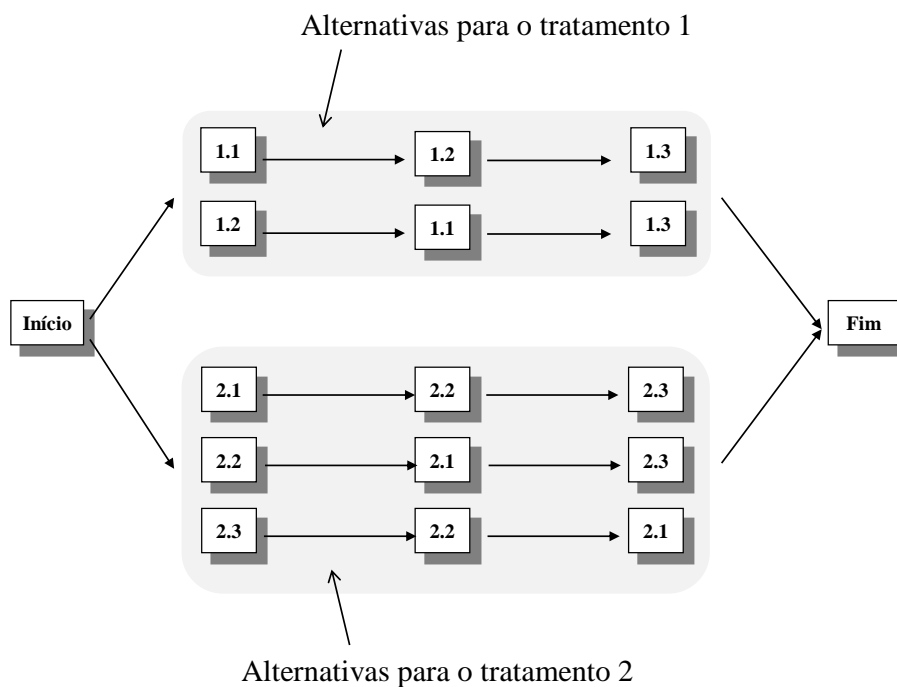 Alternativas para o tratamento 1
1.1 1.2 1.3
1.2 1.1 1.3
Início Fim
2.1 2.2 2.3
2.2 2.1 2.3
2.3 2.2 2.1
Alternativas para o tratamento 2